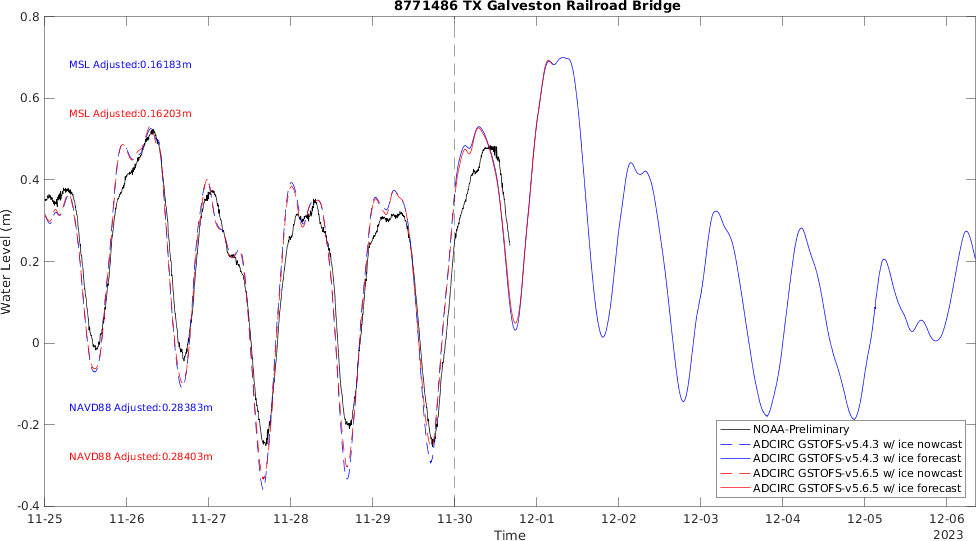 8771486 TX Galveston Railroad Bridge
0.8
0.6
0.4
0.2
0
-0.2
-0.4
Water Level (m)
MSL Adjusted:0.16183m
MSL Adjusted:0.16203m
NAVD88 Adjusted:0.28383m
NAVD88 Adjusted:0.28403m
NOAA-Preliminary
ADCIRC GSTOFS-v5.4.3 w/ ice nowcast
ADCIRC GSTOFS-v5.4.3 w/ ice forecast
ADCIRC GSTOFS-v5.6.5 w/ ice nowcast
ADCIRC GSTOFS-v5.6.5 w/ ice forecast
11-25 11-26 11-27 11-28 11-29 11-30 12-01 12-02 12-03 12-04 12-05 12-06
2023
Time